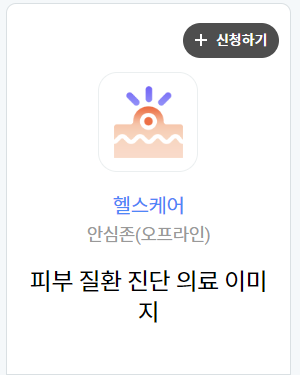 + 신청하기
헬스케어
안심존(오프라인)
피부 질환 진단 의료 이미
지